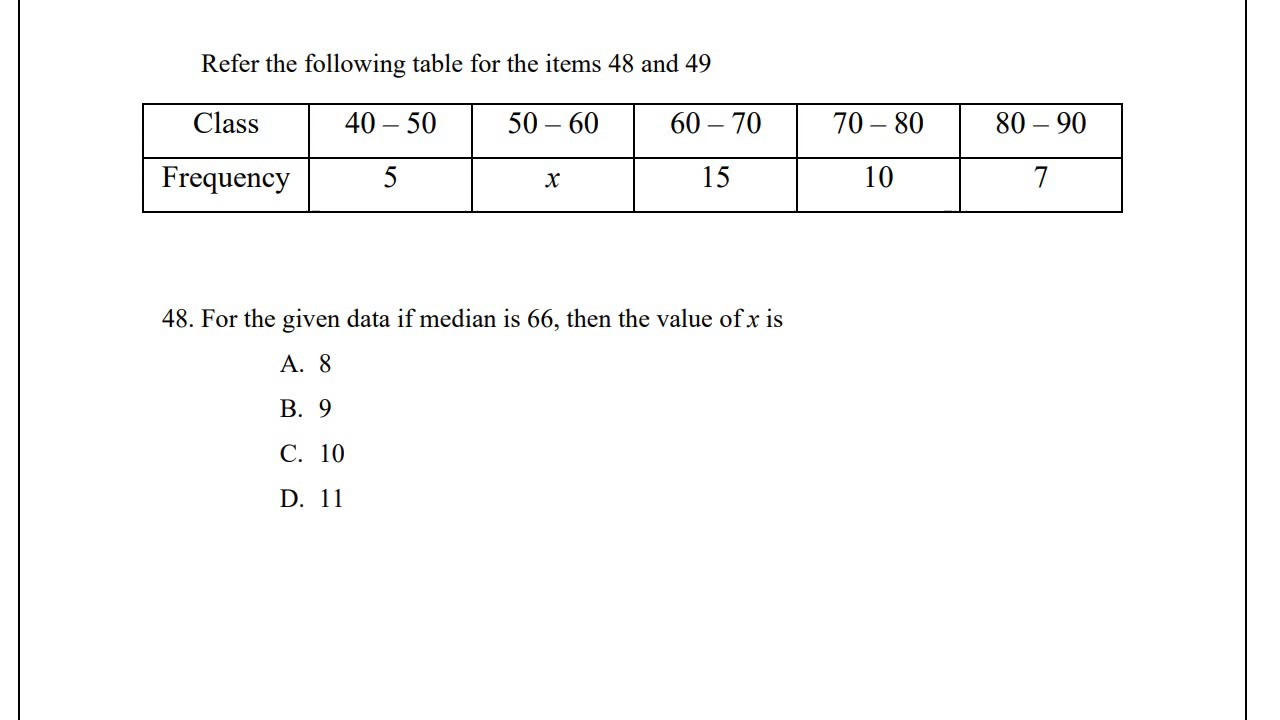 Refer the following table for the items 48 and 49
Class 40 – 50 50 – 60 60 – 70 70 – 80 80 – 90
Frequency 5 x 15 10 7
48. For the given data if median is 66, then the value of x is
A. 8
B. 9
C. 10
D. 11